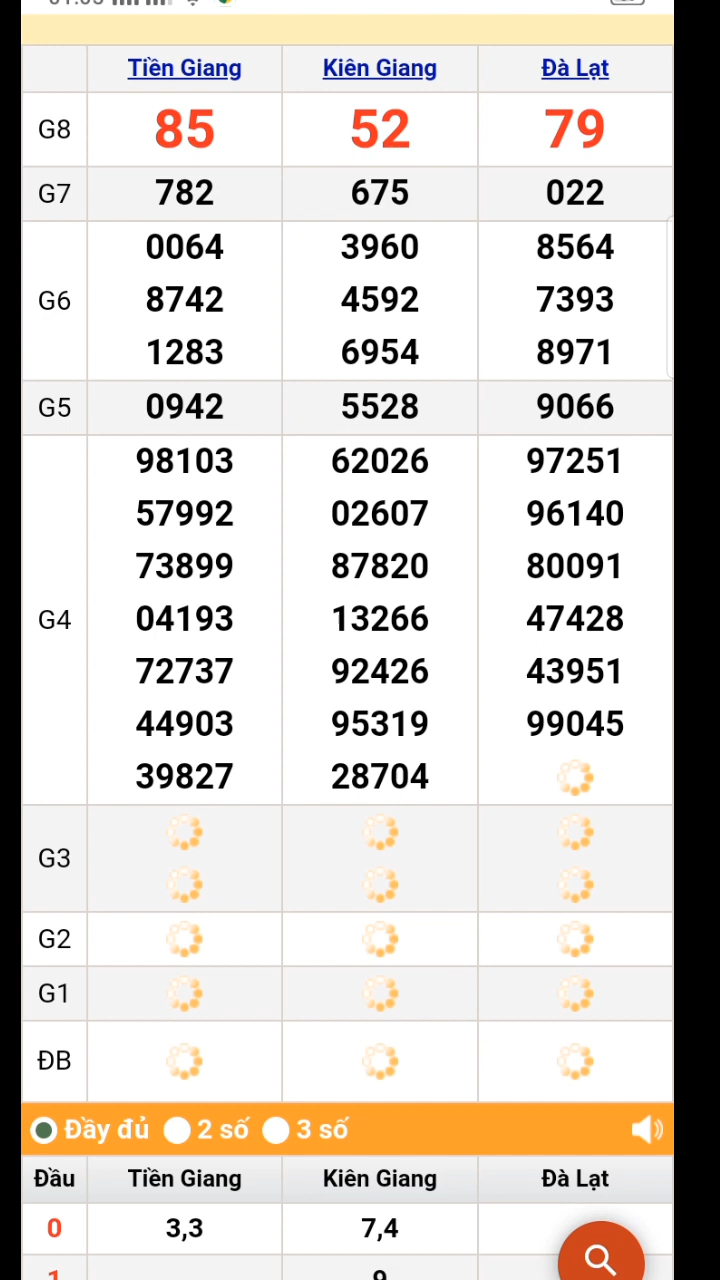 Tiền Giang Kiên Giang Đà Lạt
G8 85 52 79
G7 782 675 022
0064 3960 8564
G6 8742 4592 7393
1283 6954 8971
G5 0942 5528 9066
98103 62026 97251
57992 02607 96140
73899 87820 80091
G4 04193 13266 47428
72737 92426 43951
44903 95319 99045
39827 28704
G3
G2
G1
ĐB
Đầy đủ 2 số 3 số
Đầu Tiền Giang Kiên Giang Đà Lạt
0 3,3 7,4
1 9